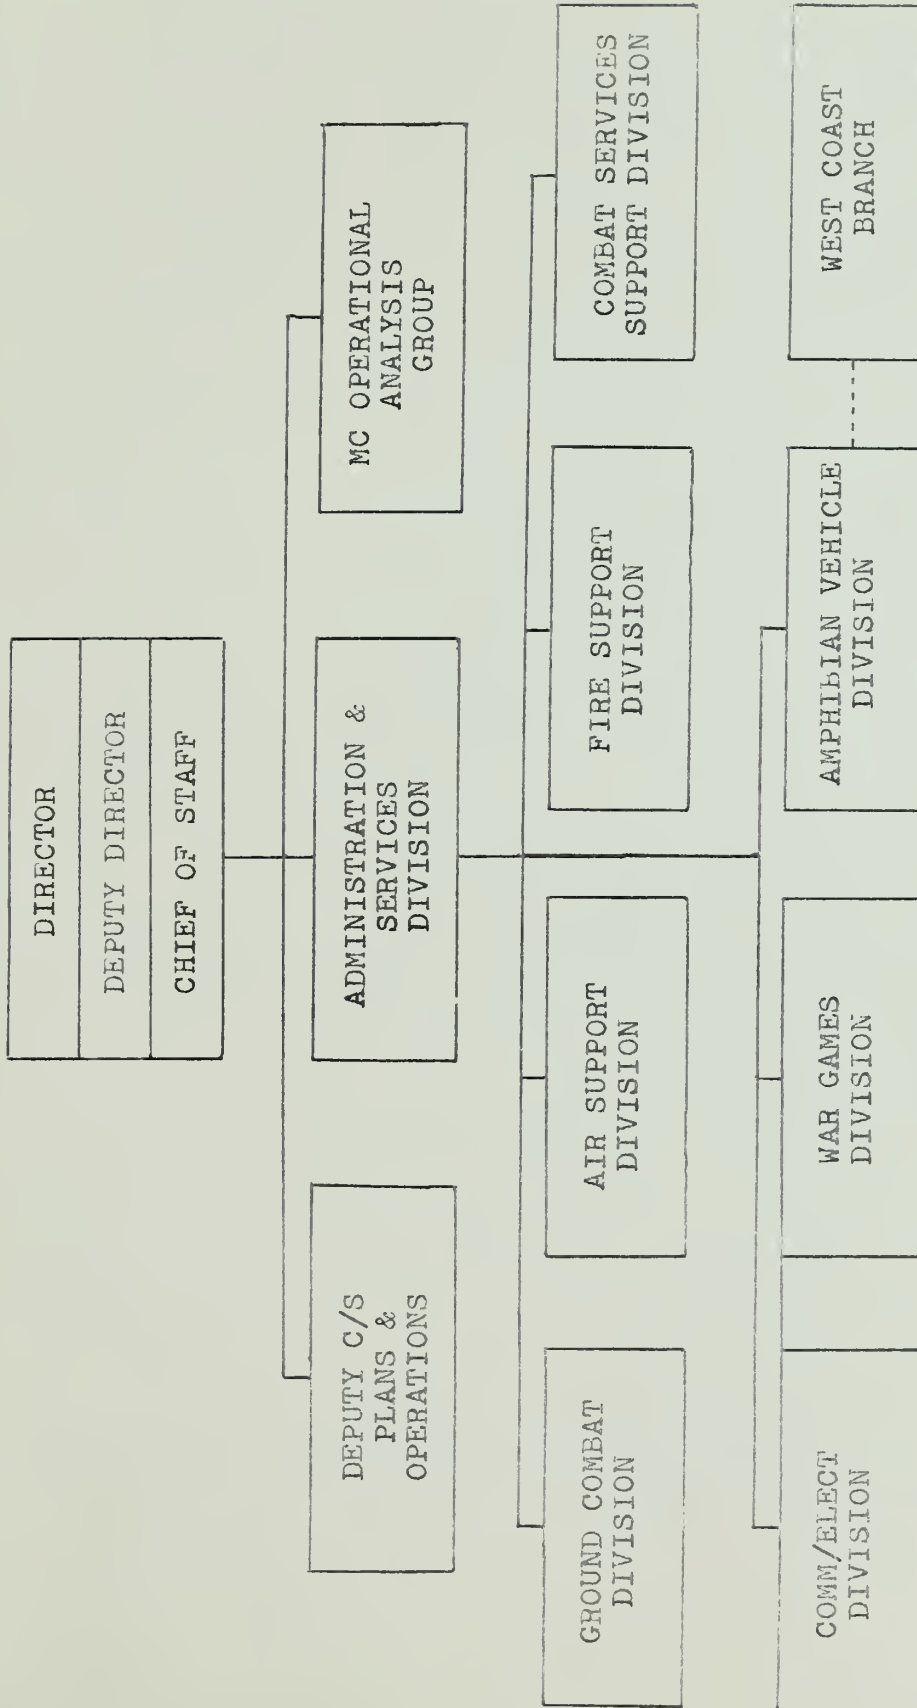 DIRECTOR
DEPUTY DIRECTOR
CHIEF OF STAFF
DEPUTY C/S
PLANS &
OPERATIONS
ADMINISTRATION &
SERVICES
DIVISION
MC OPERATIONAL
ANALYSIS
GROUP
GROUND COMBAT
DIVISION
AIR SUPPORT
DIVISION
FIRE SUPPORT
DIVISION
COMBAT SERVICES
SUPPORT DIVISION
COMM/ELECT
DIVISION
WAR GAMES
DIVISION
AMPHIBIAN VEHICLE
DIVISION
WEST COAST
BRANCH